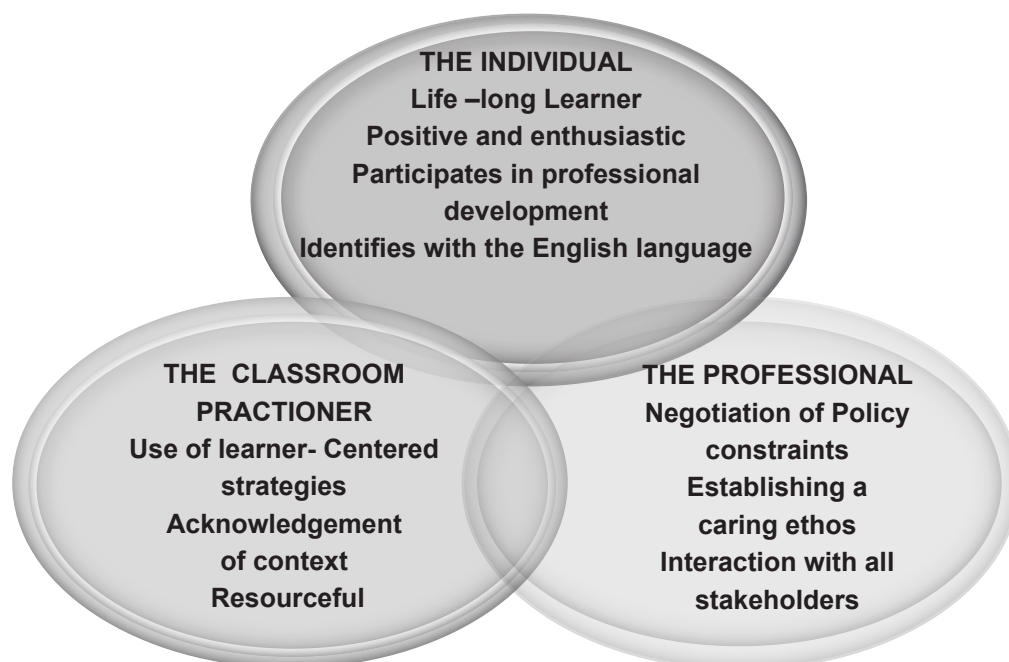 THE INDIVIDUAL
Life –long Learner
Positive and enthusiastic
Participates in professional
development
Identifies with the English language
THE CLASSROOM
PRACTIONER
Use of learner- Centered
strategies
Acknowledgement
of context
Resourceful
THE PROFESSIONAL
Negotiation of Policy
constraints
Establishing a
caring ethos
Interaction with all
stakeholders